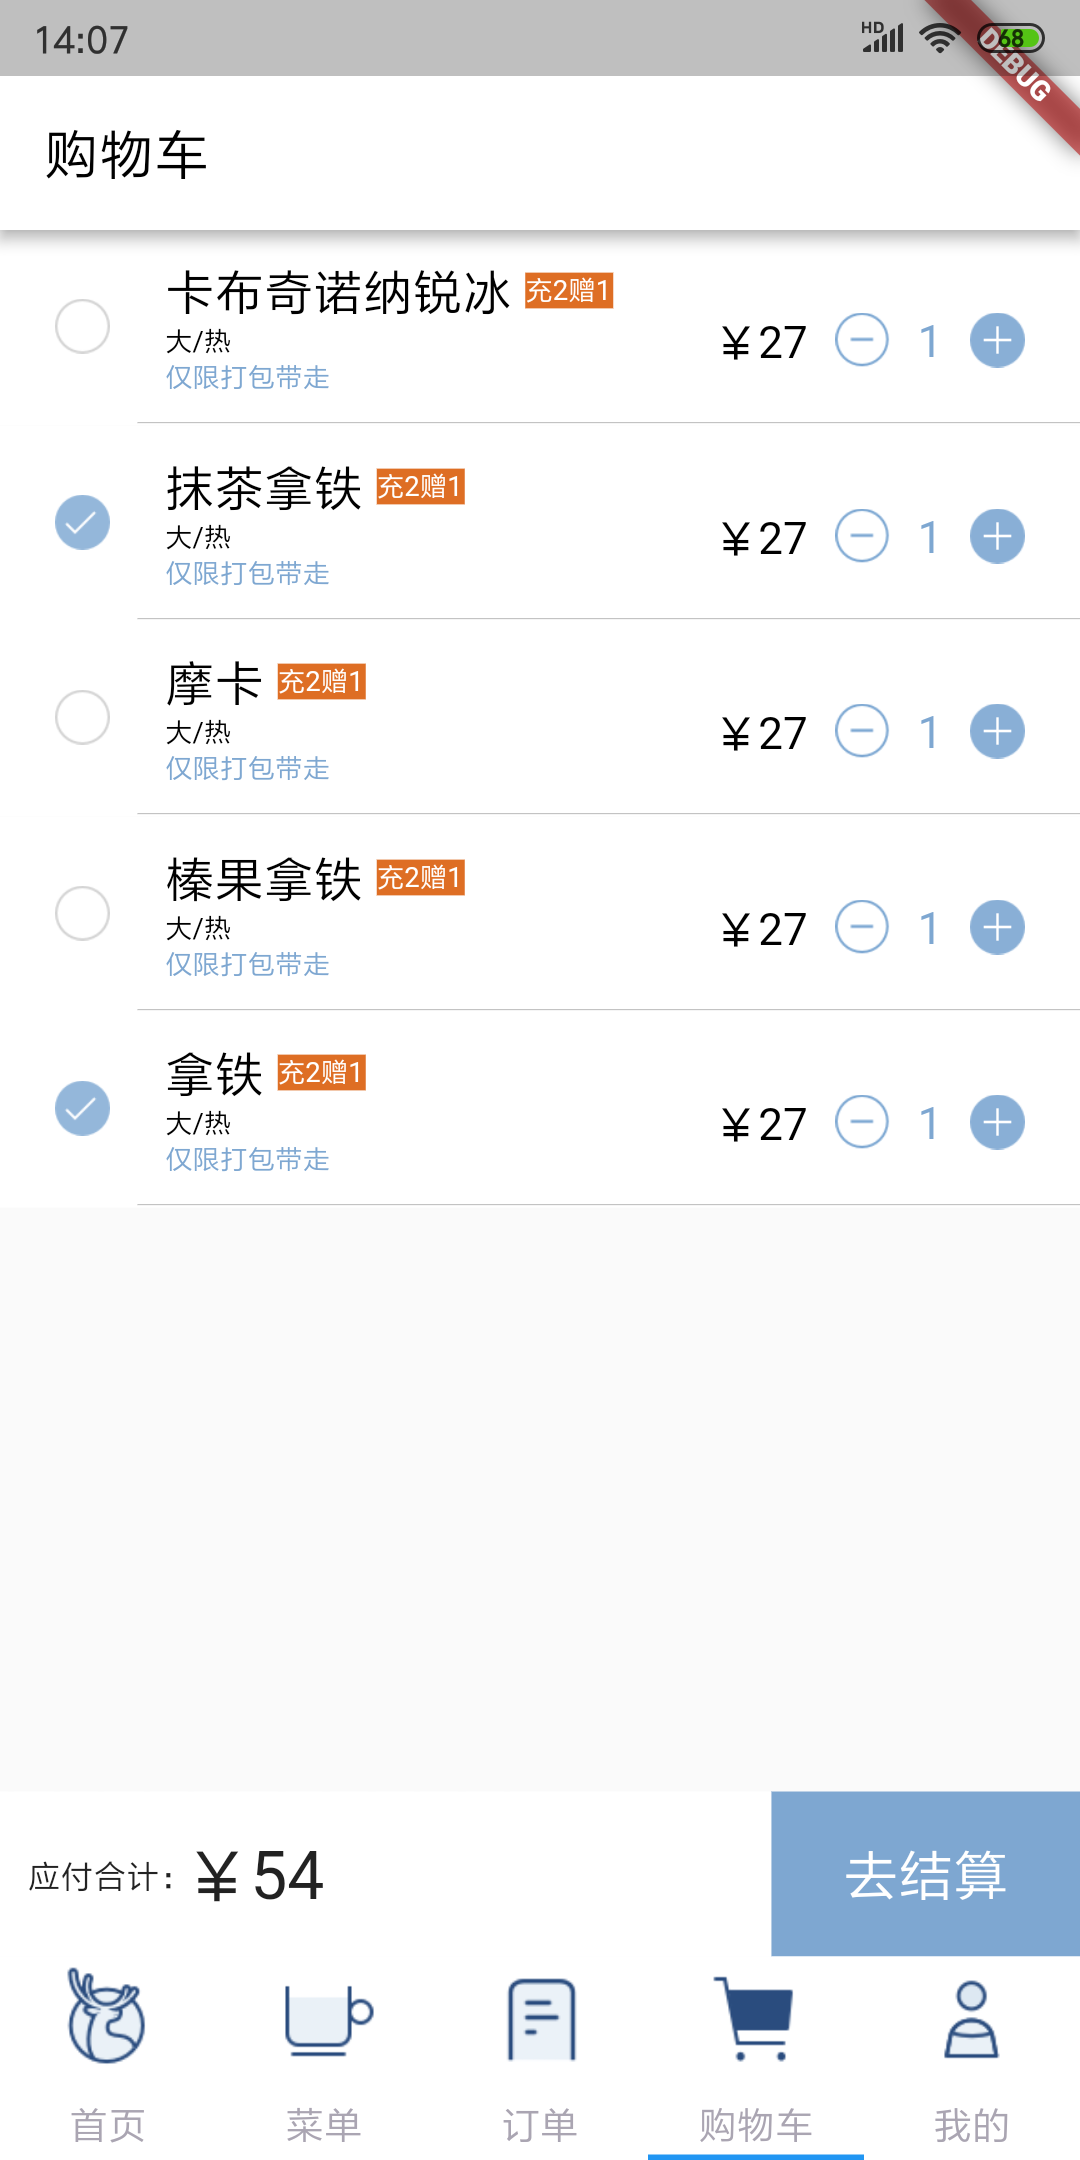 14:07
HD
68
DEBUG
购物车
卡布奇诺纳锐冰 充2赠1
大/热
仅限打包带走
¥27 1
抹茶拿铁 充2赠1
大/热
仅限打包带走
¥27 1
摩卡 充2赠1
大/热
仅限打包带走
¥27 1
榛果拿铁 充2赠1
大/热
仅限打包带走
¥27 1
拿铁 充2赠1
大/热
仅限打包带走
¥27 1
应付合计：¥54
去结算
首页 菜单 订单 购物车 我的